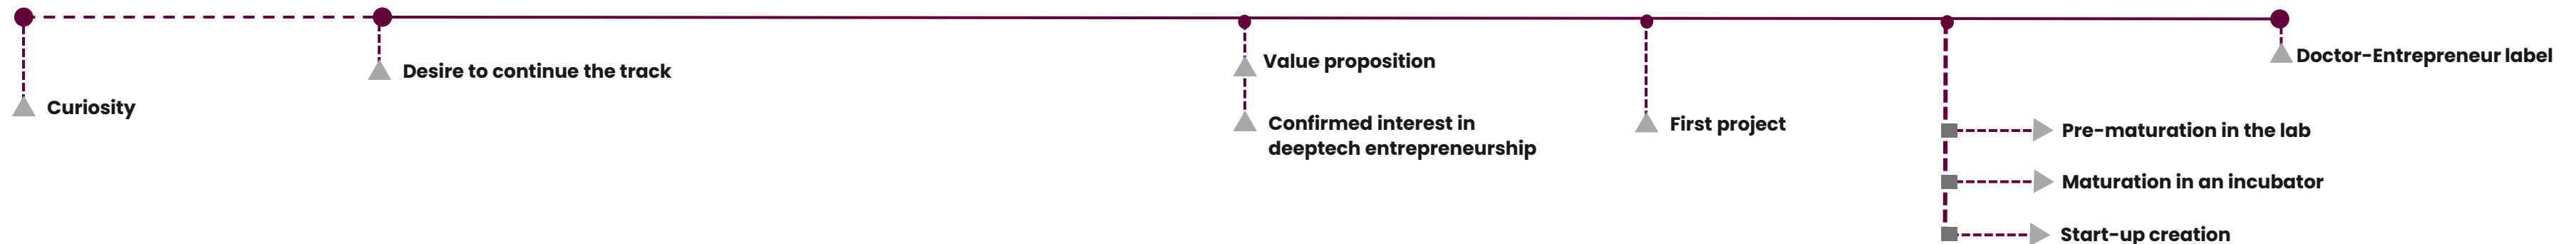 Curiosity
Desire to continue the track
Value proposition
Confirmed interest in
deeptech entrepreneurship
First project
Pre-maturation in the lab
Maturation in an incubator
Start-up creation
Doctor-Entrepreneur label